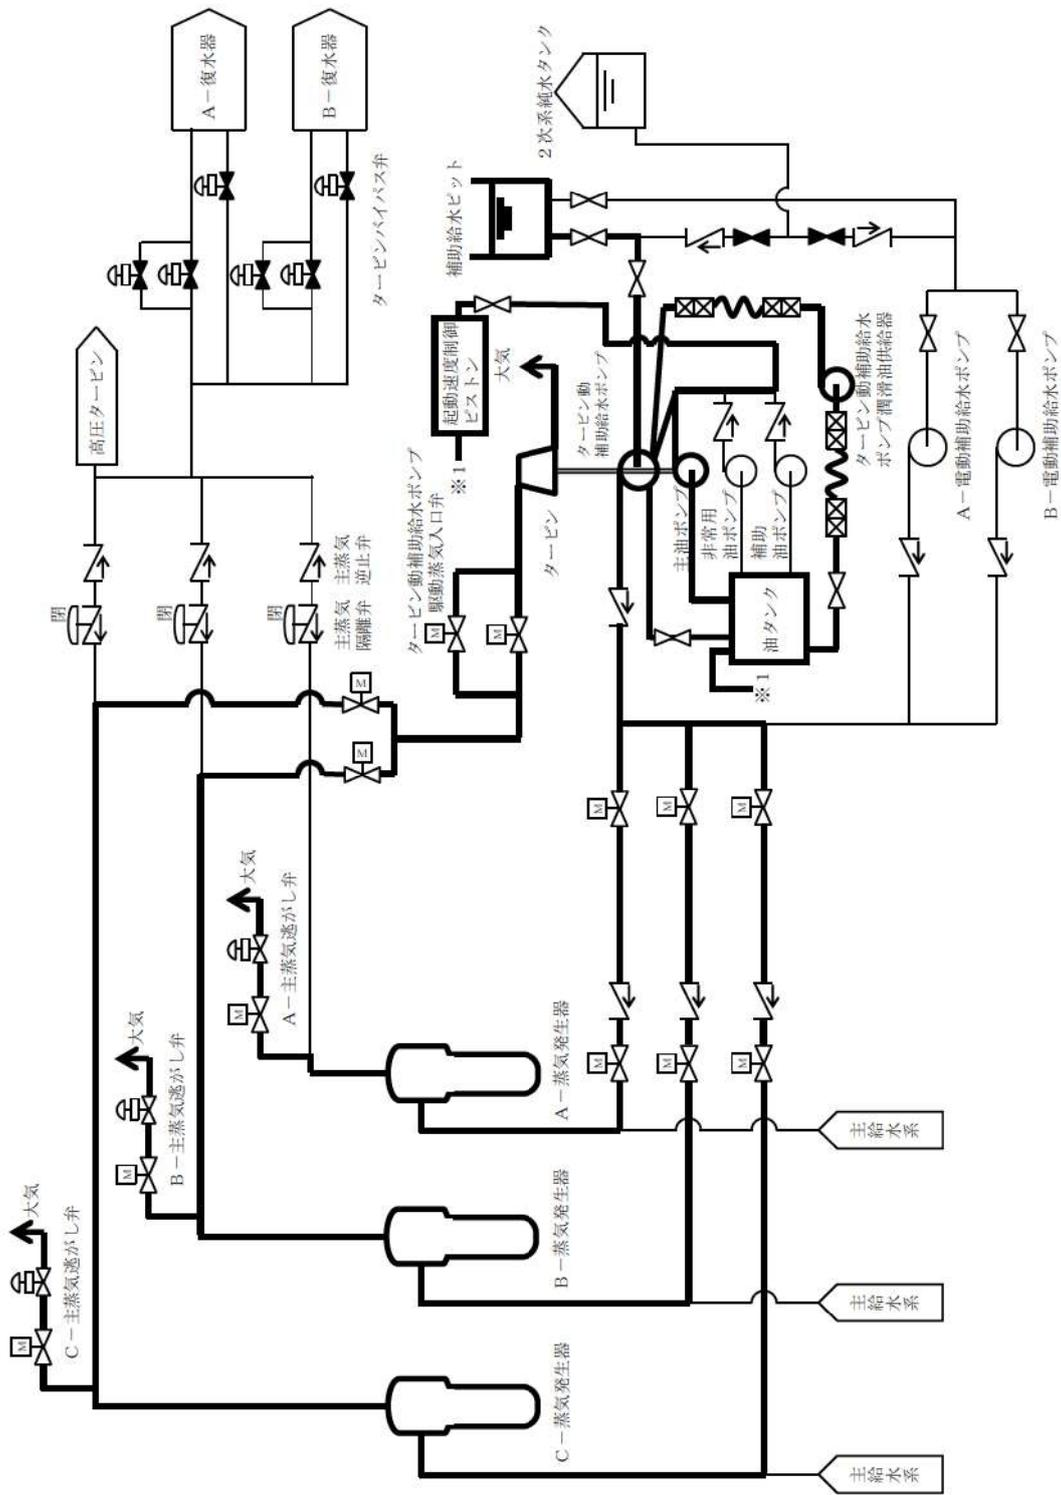 A-復水器
B-復水器
タービンバイパス弁
高圧タービン
2次系純水タンク
補助給水ピット
起動速度制御
ピストン
※1
大気
タービン動
補助給水ポンプ
タービン動補助給水
ポンプ潤滑油供給器
A-電動補助給水ポンプ
B-電動補助給水ポンプ
閉
閉
閉
主蒸気
逆止弁
主蒸気
隔離弁
タービン動補助給水ポンプ
駆動蒸気入口弁
M
M
タービン
主油ポンプ
非常用
油ポンプ
補助
油ポンプ
油タンク
※1
M
M
大気
A-主蒸気逃がし弁
M
大気
B-主蒸気逃がし弁
M
大気
C-主蒸気逃がし弁
M
M
M
M
M
M
M
A-蒸気発生器
B-蒸気発生器
C-蒸気発生器
主
給水
系
主
給水
系
主
給水
系